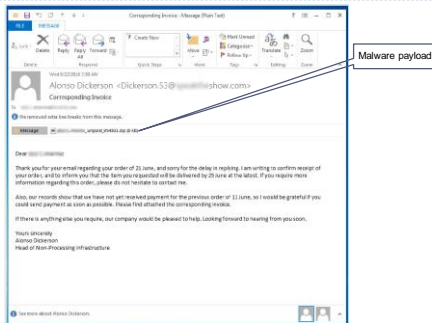 Corresponding Invoice - Message (Plain Text)
FILE MESSAGE
Delete Reply Reply All Forward
Create New
Move
Mark Unread
Categorize
Follow Up
Translate
Zoom
Delete Respond Quick Steps Move Tags Editing Zoom
Malware payload
Wed 6/22/2016 7:38 AM
Alonso Dickerson <Dickerson.53@ show.com>
Corresponding Invoice
To
We removed extra line breaks from this message.
Message
Dear
Thank you for your email regarding your order of 21 June, and sorry for the delay in replying. I am writing to confirm receipt of
your order, and to inform you that the item you requested will be delivered by 25 June at the latest. If you require more
information regarding this order, please do not hesitate to contact me.
Also, our records show that we have not yet received payment for the previous order of 11 June, so I would be grateful if you
could send payment as soon as possible. Please find attached the corresponding invoice.
If there is anything else you require, our company would be pleased to help. Looking forward to hearing from you soon.
Yours sincerely
Alonso Dickerson
Head of Non-Processing Infrastructure
See more about Alonso Dickerson.